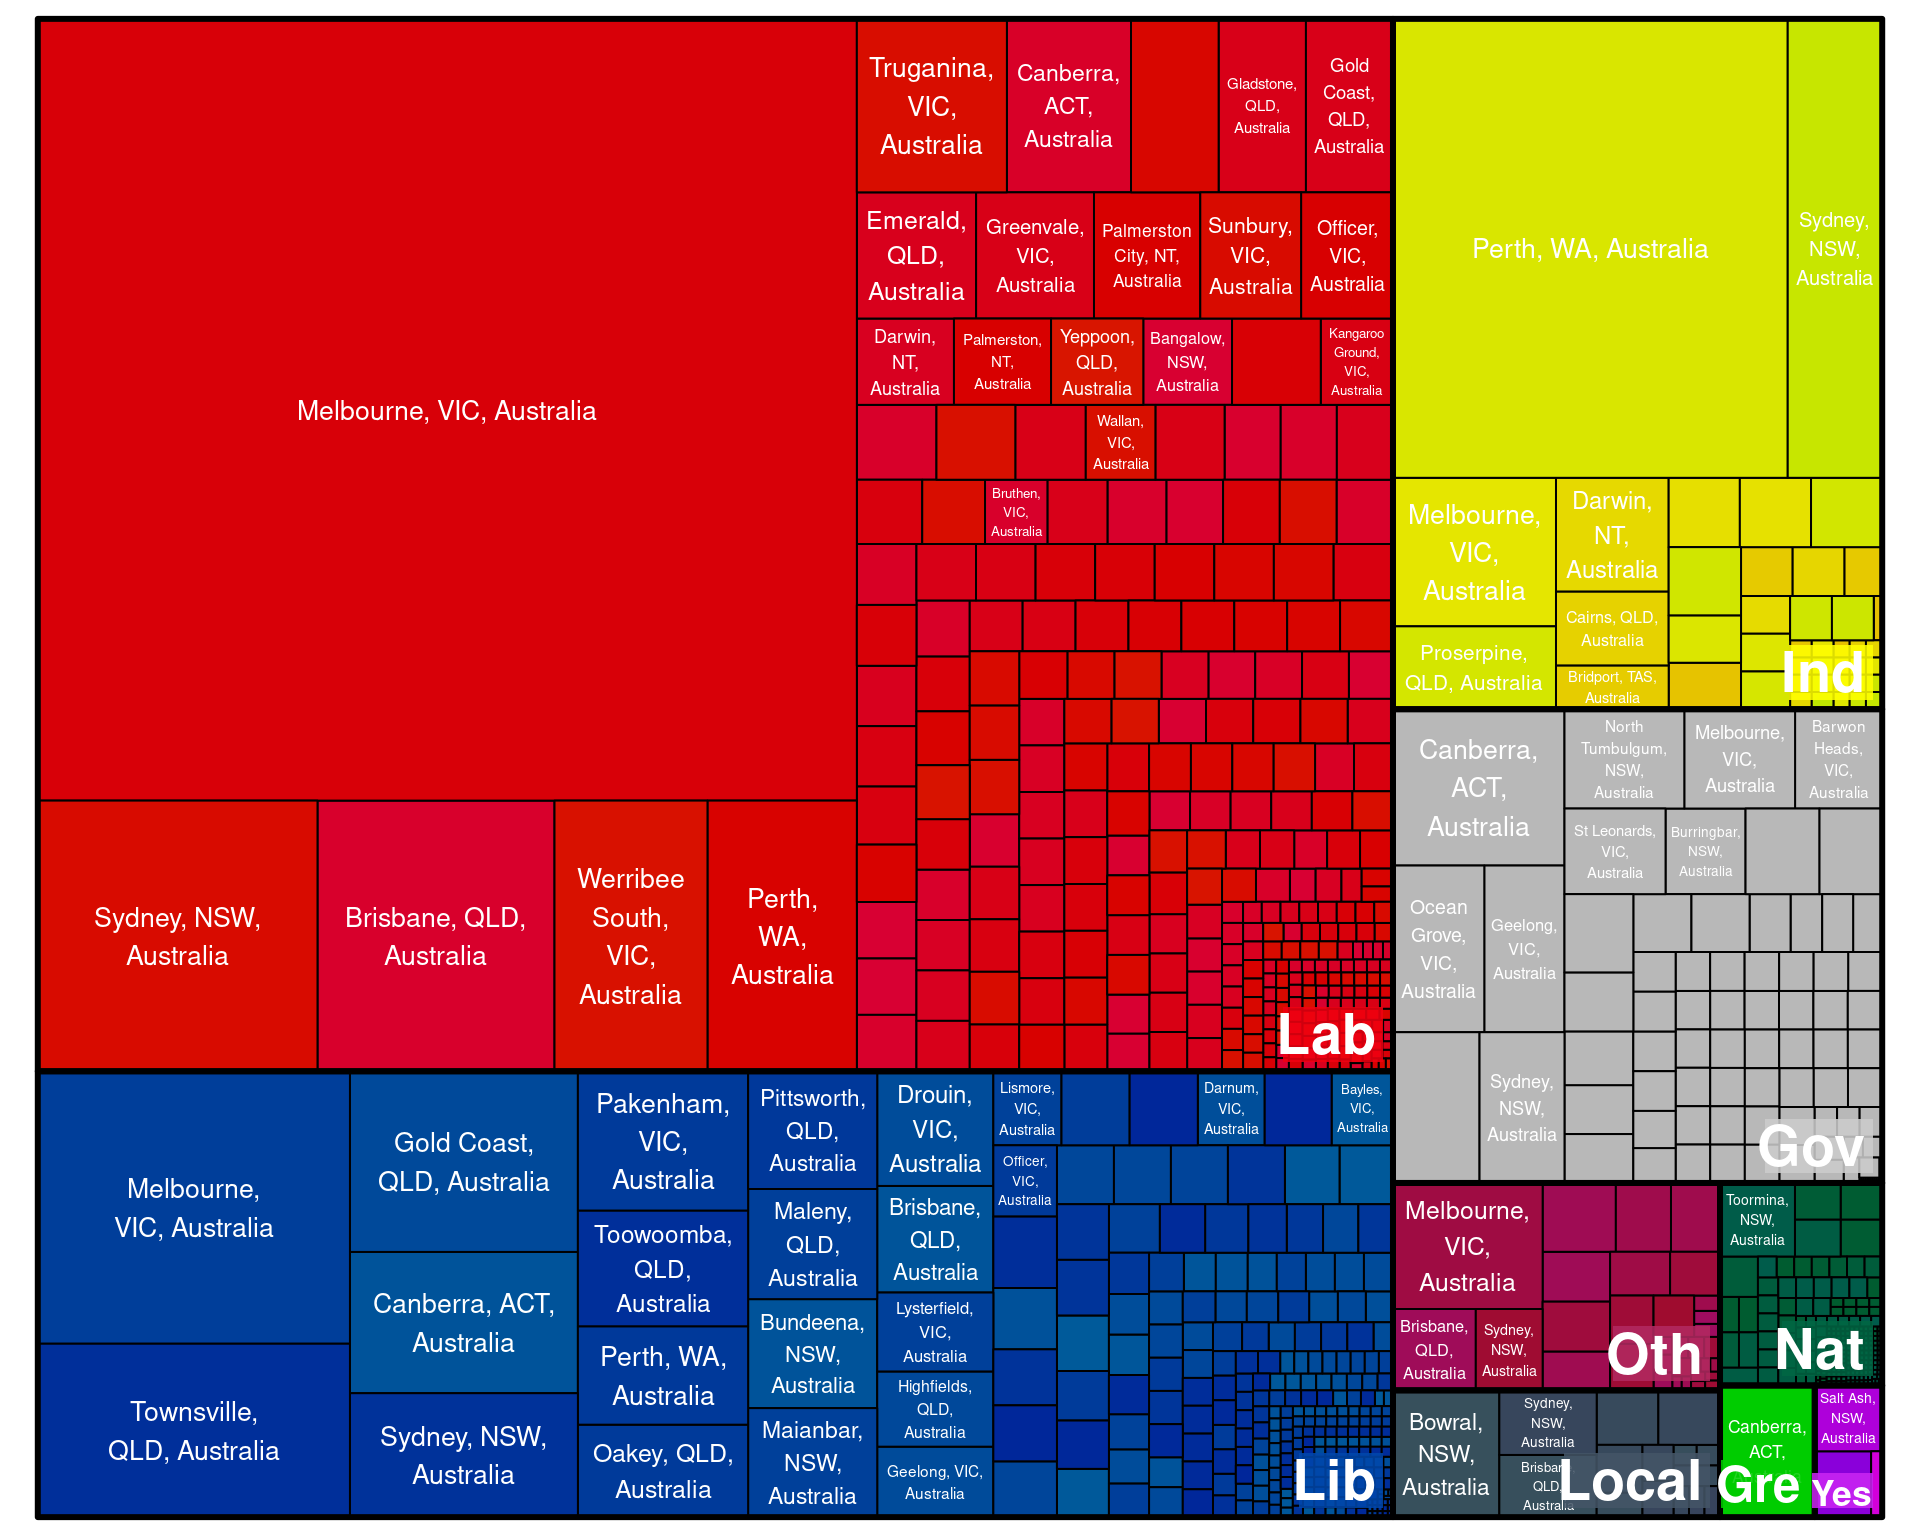 Melbourne, VIC, Australia
Sydney, NSW,
Australia
Brisbane, QLD,
Australia
Werribee
South,
VIC,
Australia
Perth,
WA,
Australia
Truganina,
VIC,
Australia
Canberra,
ACT,
Australia
Gladstone,
QLD,
Australia
Gold
Coast,
QLD,
Australia
Emerald,
QLD,
Australia
Greenvale,
VIC,
Australia
Palmerston
City, NT,
Australia
Sunbury,
VIC,
Australia
Officer,
VIC,
Australia
Darwin,
NT,
Australia
Palmerston,
NT,
Australia
Yeppoon,
QLD,
Australia
Bangalow,
NSW,
Australia
Kangaroo
Ground,
VIC,
Australia
Wallan,
VIC,
Australia
Bruthen,
VIC,
Australia
Lab
Perth, WA, Australia
Sydney,
NSW,
Australia
Melbourne,
VIC,
Australia
Darwin,
NT,
Australia
Cairns, QLD,
Australia
Proserpine,
QLD, Australia
Bridport, TAS,
Australia
Ind
Canberra,
ACT,
Australia
North
Tumbulgum,
NSW,
Australia
Melbourne,
VIC,
Australia
Barwon
Heads,
VIC,
Australia
St Leonards,
VIC,
Australia
Burringbar,
NSW,
Australia
Ocean
Grove,
VIC,
Australia
Geelong,
VIC,
Australia
Sydney,
NSW,
Australia
Gov
Melbourne,
VIC, Australia
Townsville,
QLD, Australia
Gold Coast,
QLD, Australia
Canberra, ACT,
Australia
Sydney, NSW,
Australia
Pakenham,
VIC,
Australia
Toowoomba,
QLD,
Australia
Perth, WA,
Australia
Oakey, QLD,
Australia
Pittsworth,
QLD,
Australia
Maleny,
QLD,
Australia
Bundeena,
NSW,
Australia
Maianbar,
NSW,
Australia
Drouin,
VIC,
Australia
Brisbane,
QLD,
Australia
Lysterfield,
VIC,
Australia
Highfields,
QLD,
Australia
Geelong, VIC,
Australia
Lismore,
VIC,
Australia
Darnum,
VIC,
Australia
Bayles,
VIC,
Australia
Officer,
VIC,
Australia
Lib
Melbourne,
VIC,
Australia
Brisbane,
QLD,
Australia
Sydney,
NSW,
Australia
Oth
Toormina,
NSW,
Australia
Nat
Bowral,
NSW,
Australia
Sydney,
NSW,
Australia
Brisbane,
QLD,
Australia
Local
Canberra,
ACT,
Gre
Salt Ash,
NSW,
Australia
Yes